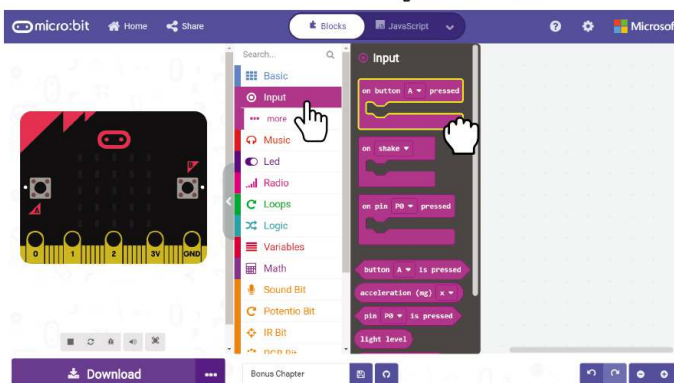 micro:bit Home Share Blocks JavaScript ? Microsof
Search...
Basic
Input
more
Music
Led
Radio
Loops
Logic
Variables
Math
Sound Bit
Potentio Bit
IR Bit
Input
on button A ▾ pressed
on shake ▾
on pin P0 ▾ pressed
button A ▾ is pressed
acceleration (mg) x ▾
pin P0 ▾ is pressed
light level
B
A
0 1 2 3V GND
Download ...
Bonus Chapter